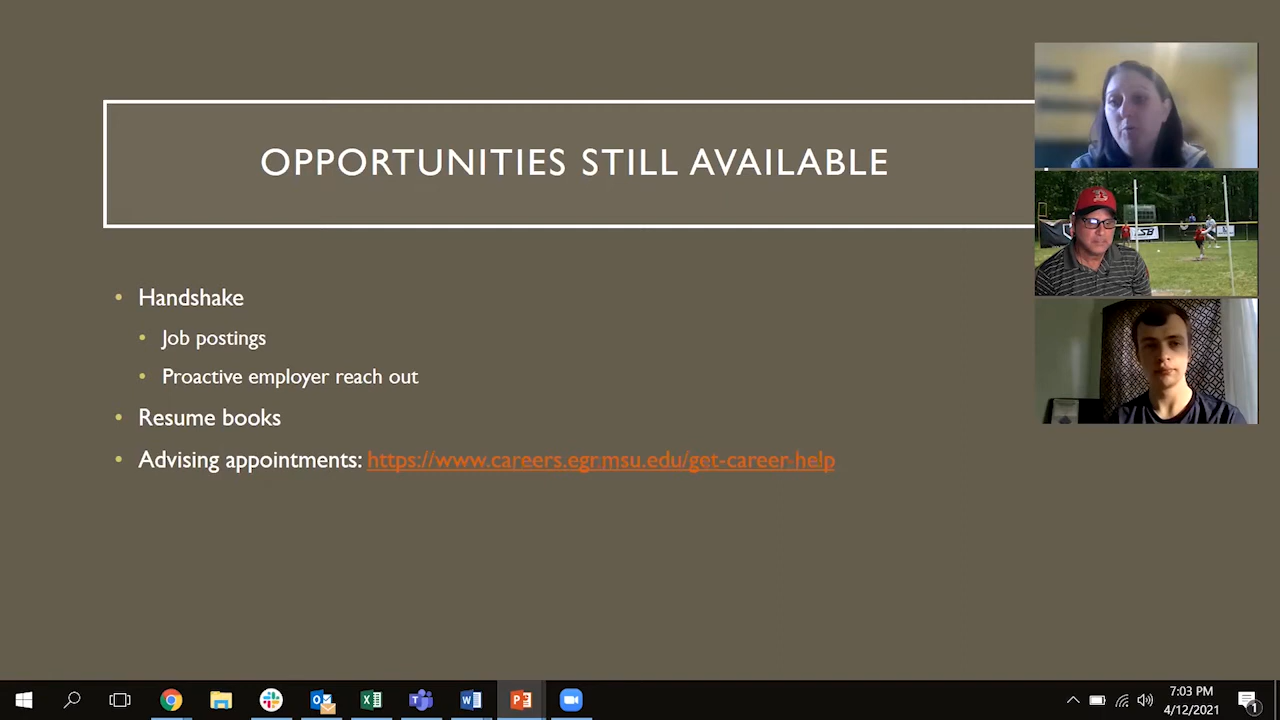 OPPORTUNITIES STILL AVAILABLE
Handshake
Job postings
Proactive employer reach out
Resume books
Advising appointments: https://www.careers.egr.msu.edu/get-career-help
7:03 PM
4/12/2021
1